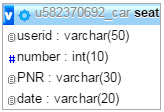 v u582370692_car seat
userid : varchar(50)
# number : int(10)
PNR : varchar(30)
date : varchar(20)